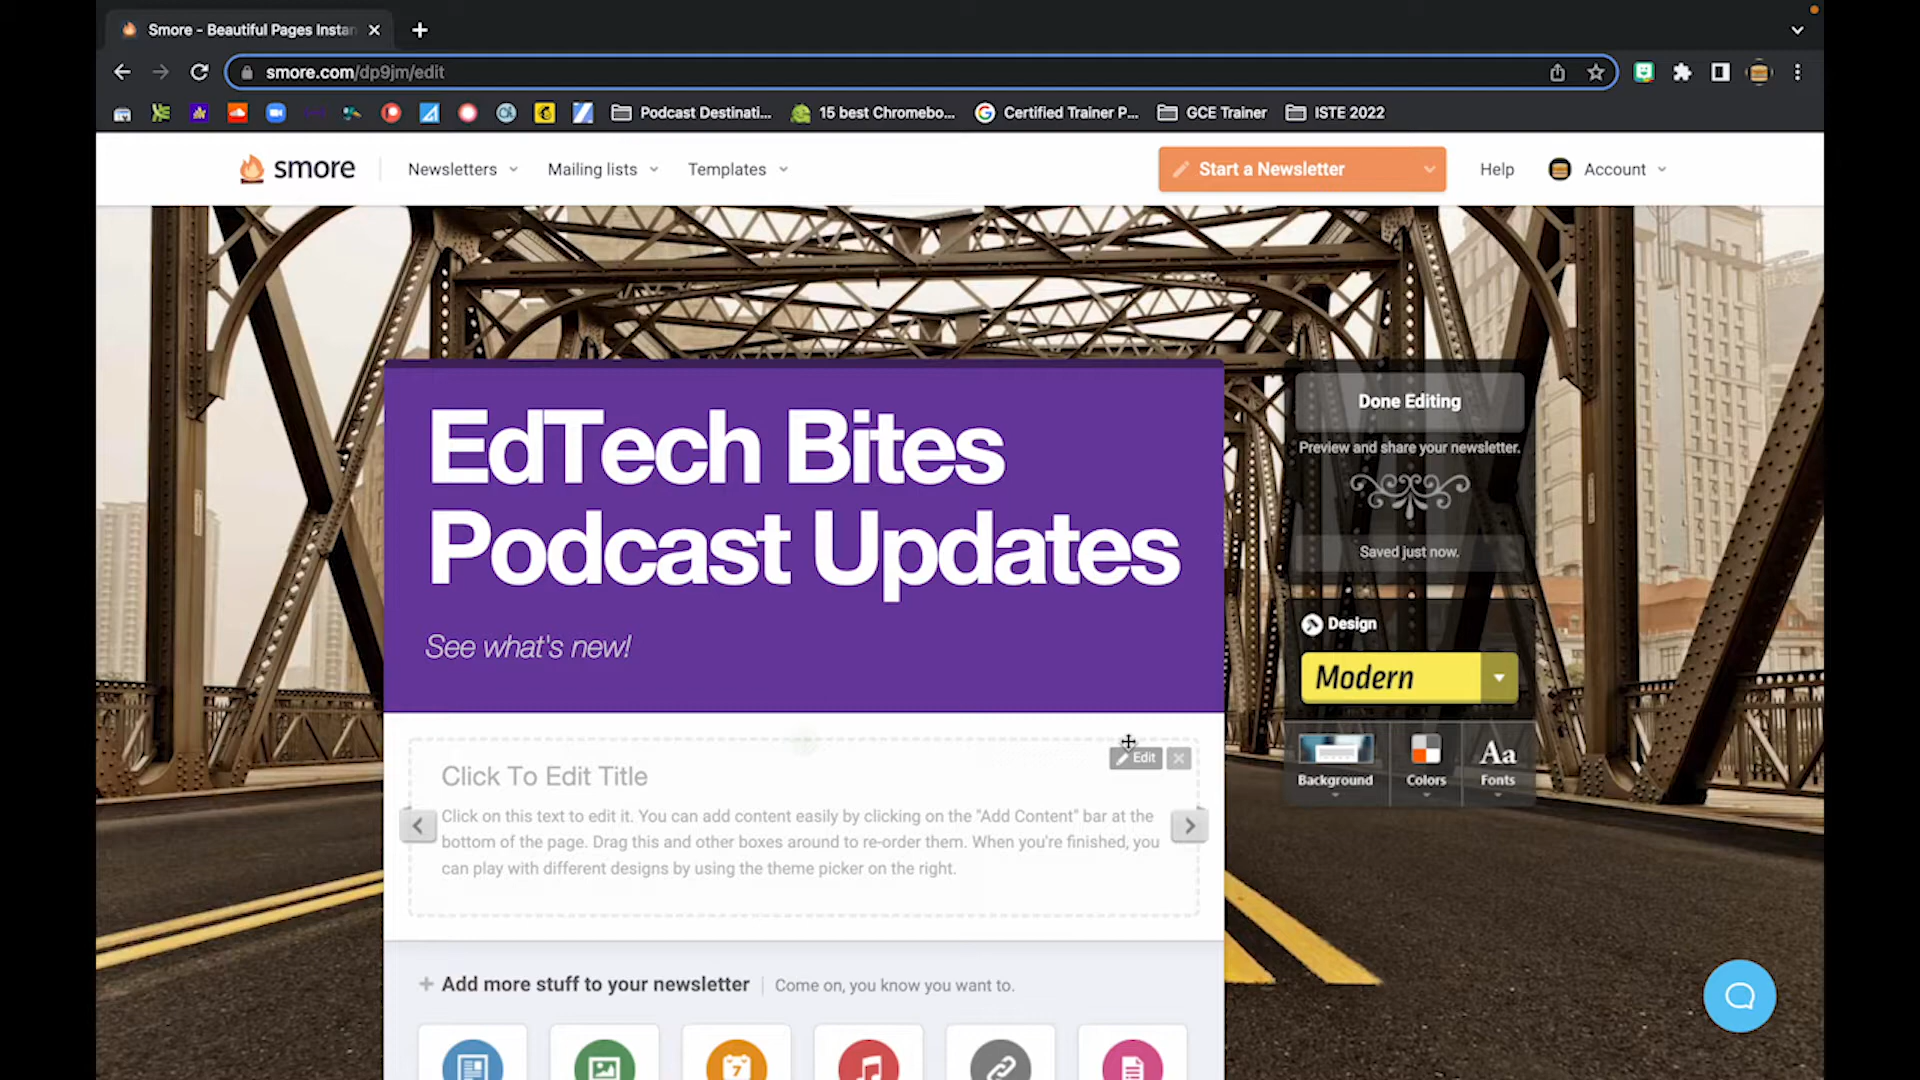 Smore - Beautiful Pages Instan
smore.com/dp9jm/edit
Podcast Destinati...
15 best Chromebo...
Certified Trainer P...
GCE Trainer
ISTE 2022
smore
Newsletters
Mailing lists
Templates
Start a Newsletter
Help
Account
EdTech Bites
Podcast Updates
See what's new!
Done Editing
Preview and share your newsletter.
Saved just now.
Design
Modern
Background
Colors
Aa
Fonts
Edit
Click To Edit Title
Click on this text to edit it. You can add content easily by clicking on the "Add Content" bar at the
bottom of the page. Drag this and other boxes around to re-order them. When you're finished, you
can play with different designs by using the theme picker on the right.
Add more stuff to your newsletter
Come on, you know you want to.
7